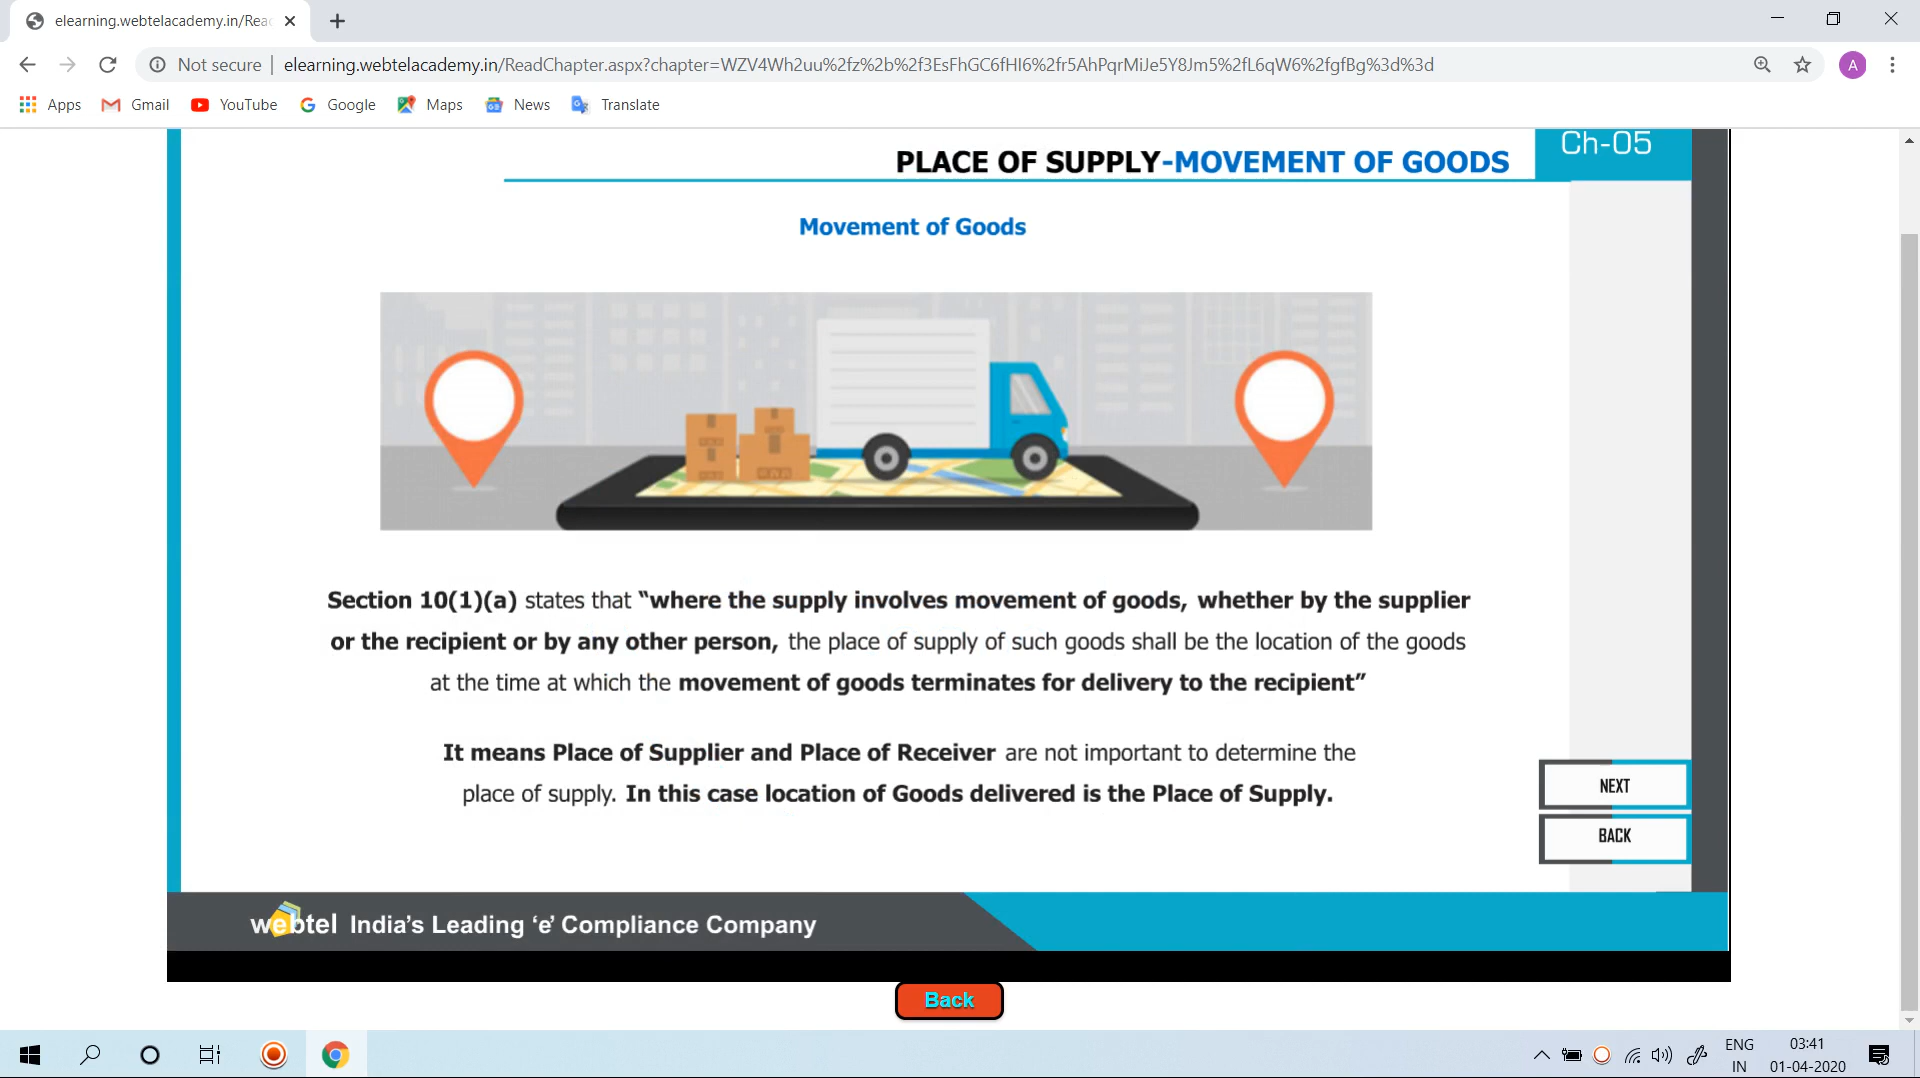 elearning.webtelacademy.in/Read
Not secure | elearning.webtelacademy.in/ReadChapter.aspx?chapter=WZV4Wh2uu%2fz%2b%2f3EsFhGC6fHI6%2fr5AhPqrMiJe5Y8Jm5%2fL6qW6%2fgfBg%3d%3d
A
Apps Gmail YouTube Google Maps News Translate
Ch-05
PLACE OF SUPPLY-MOVEMENT OF GOODS
Movement of Goods
Section 10(1)(a) states that “where the supply involves movement of goods, whether by the supplier
or the recipient or by any other person, the place of supply of such goods shall be the location of the goods
at the time at which the movement of goods terminates for delivery to the recipient”
It means Place of Supplier and Place of Receiver are not important to determine the
place of supply. In this case location of Goods delivered is the Place of Supply.
NEXT
BACK
webtel India’s Leading ‘e’ Compliance Company
Back
ENG
IN
03:41
01-04-2020